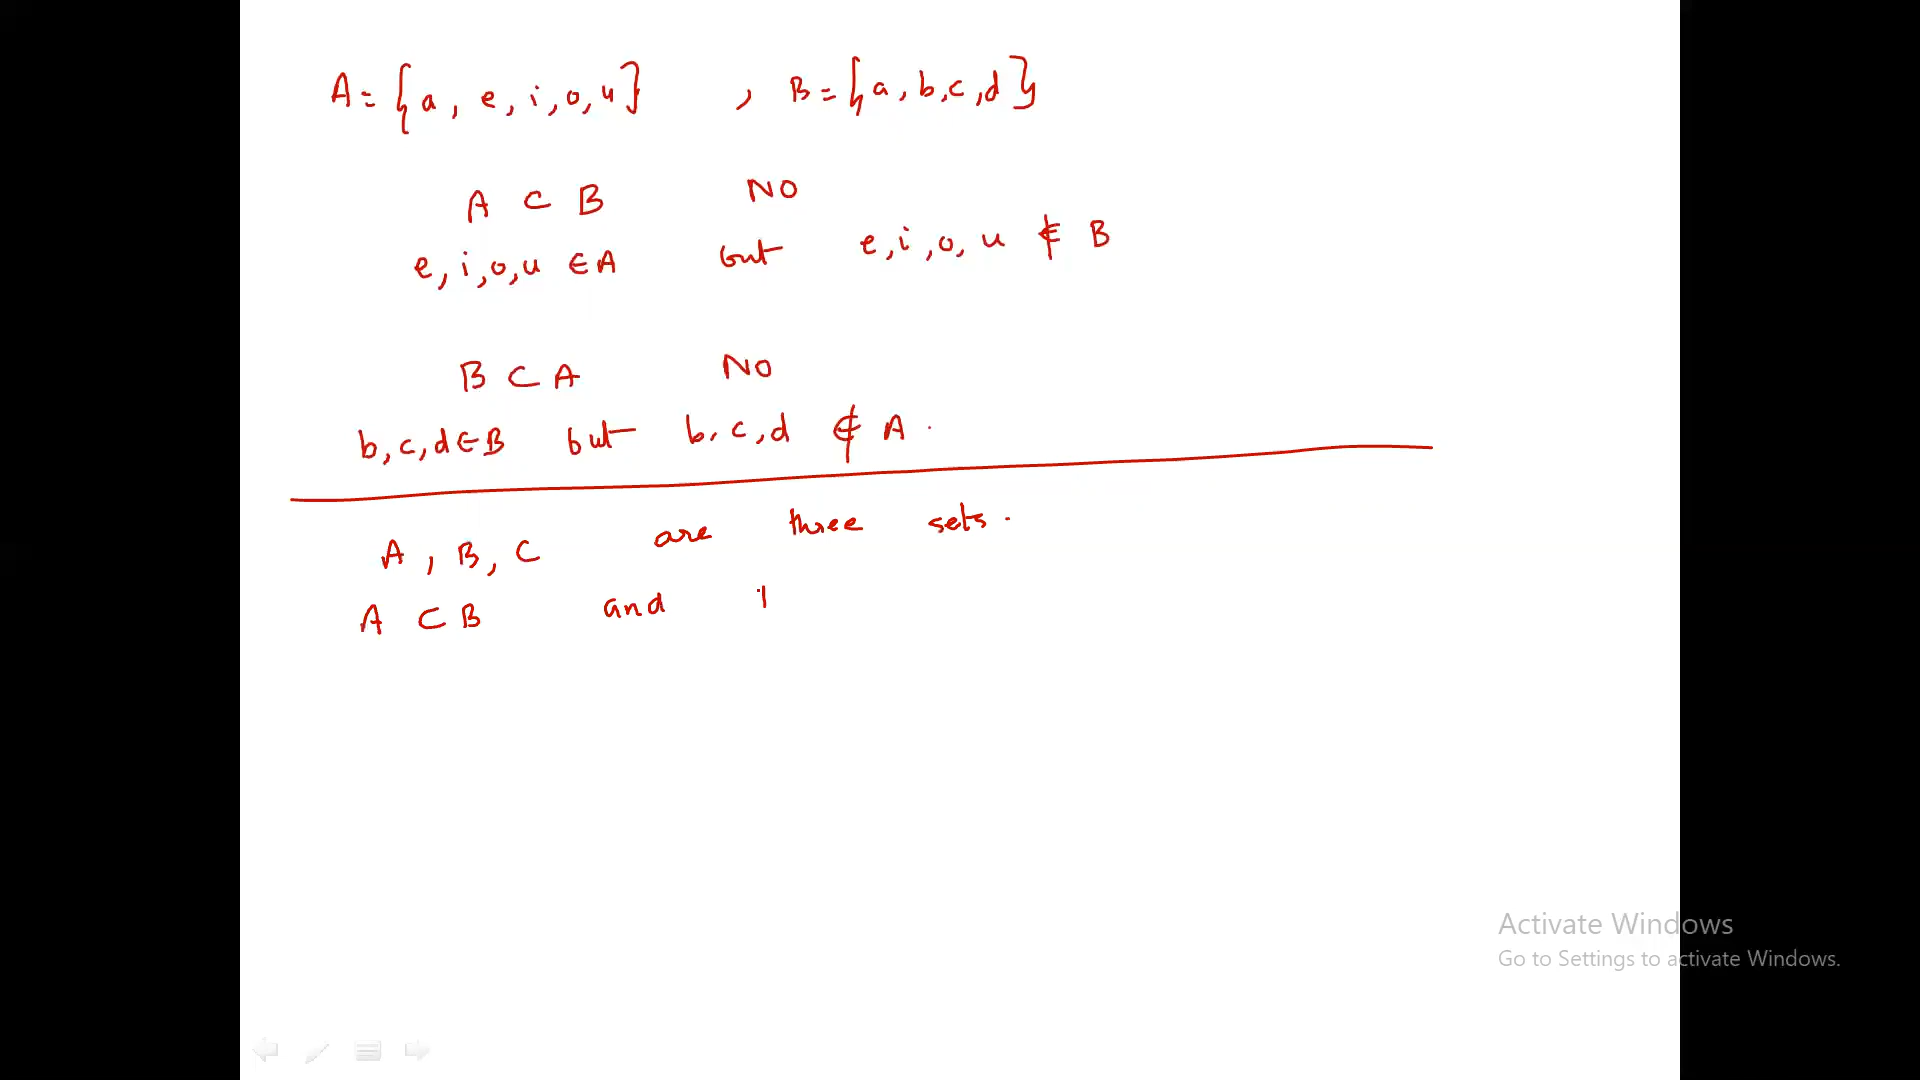 A = {a, e, i, o, u} , B = {a, b, c, d}
A ⊂ B NO
e, i, o, u ∈ A but e, i, o, u ∉ B
B ⊂ A NO
b, c, d ∈ B but b, c, d ∉ A.
A, B, C are three sets.
A ⊂ B and
Activate Windows
Go to Settings to activate Windows.